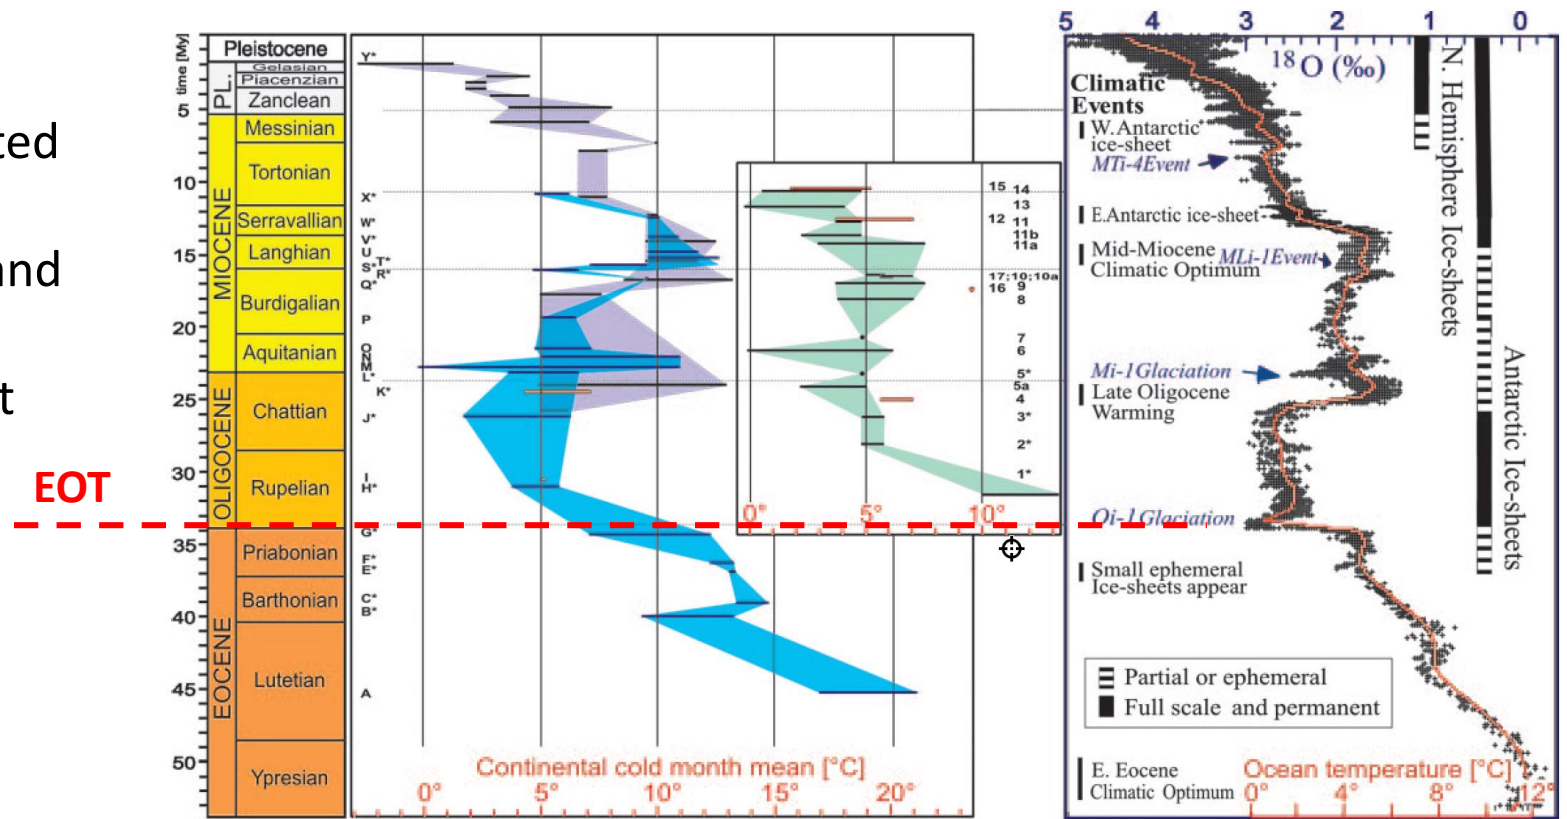 ted
and
t
EOT
time [My]
5
10
15
20
25
30
35
40
45
50
PL.
MIOCENE
OLIGOCENE
EOCENE
Pleistocene
Gelasian
Piacenzian
Zanclean
Messinian
Tortonian
Serravallian
Langhian
Burdigalian
Aquitanian
Chattian
Rupelian
Priabonian
Barthonian
Lutetian
Ypresian
Y*
X*
W*
V*
U
T*
S*
R*
Q*
P
O
N
M
L*
K*
J*
I
H*
G*
F*
E*
C*
B*
A
Continental cold month mean [°C]
0° 5° 10° 15° 20°
15 14
13
12 11
11b
11a
17;10;10a
16 9
8
7
6
5*
5a
4
3*
2*
1*
0° 5° 10°
5 4 3 2 1 0
18 O (‰)
Climatic
Events
W. Antarctic
ice-sheet
MTi-4Event
E.Antarctic ice-sheet
Mid-Miocene
Climatic Optimum
MLi-1Event
Mi-1Glaciation
Late Oligocene
Warming
Oi-1Glaciation
Small ephemeral
Ice-sheets appear
N. Hemisphere Ice-sheets
Antarctic Ice-sheets
Partial or ephemeral
Full scale and permanent
E. Eocene
Climatic Optimum
Ocean temperature [°C]
0° 4° 8° 12°